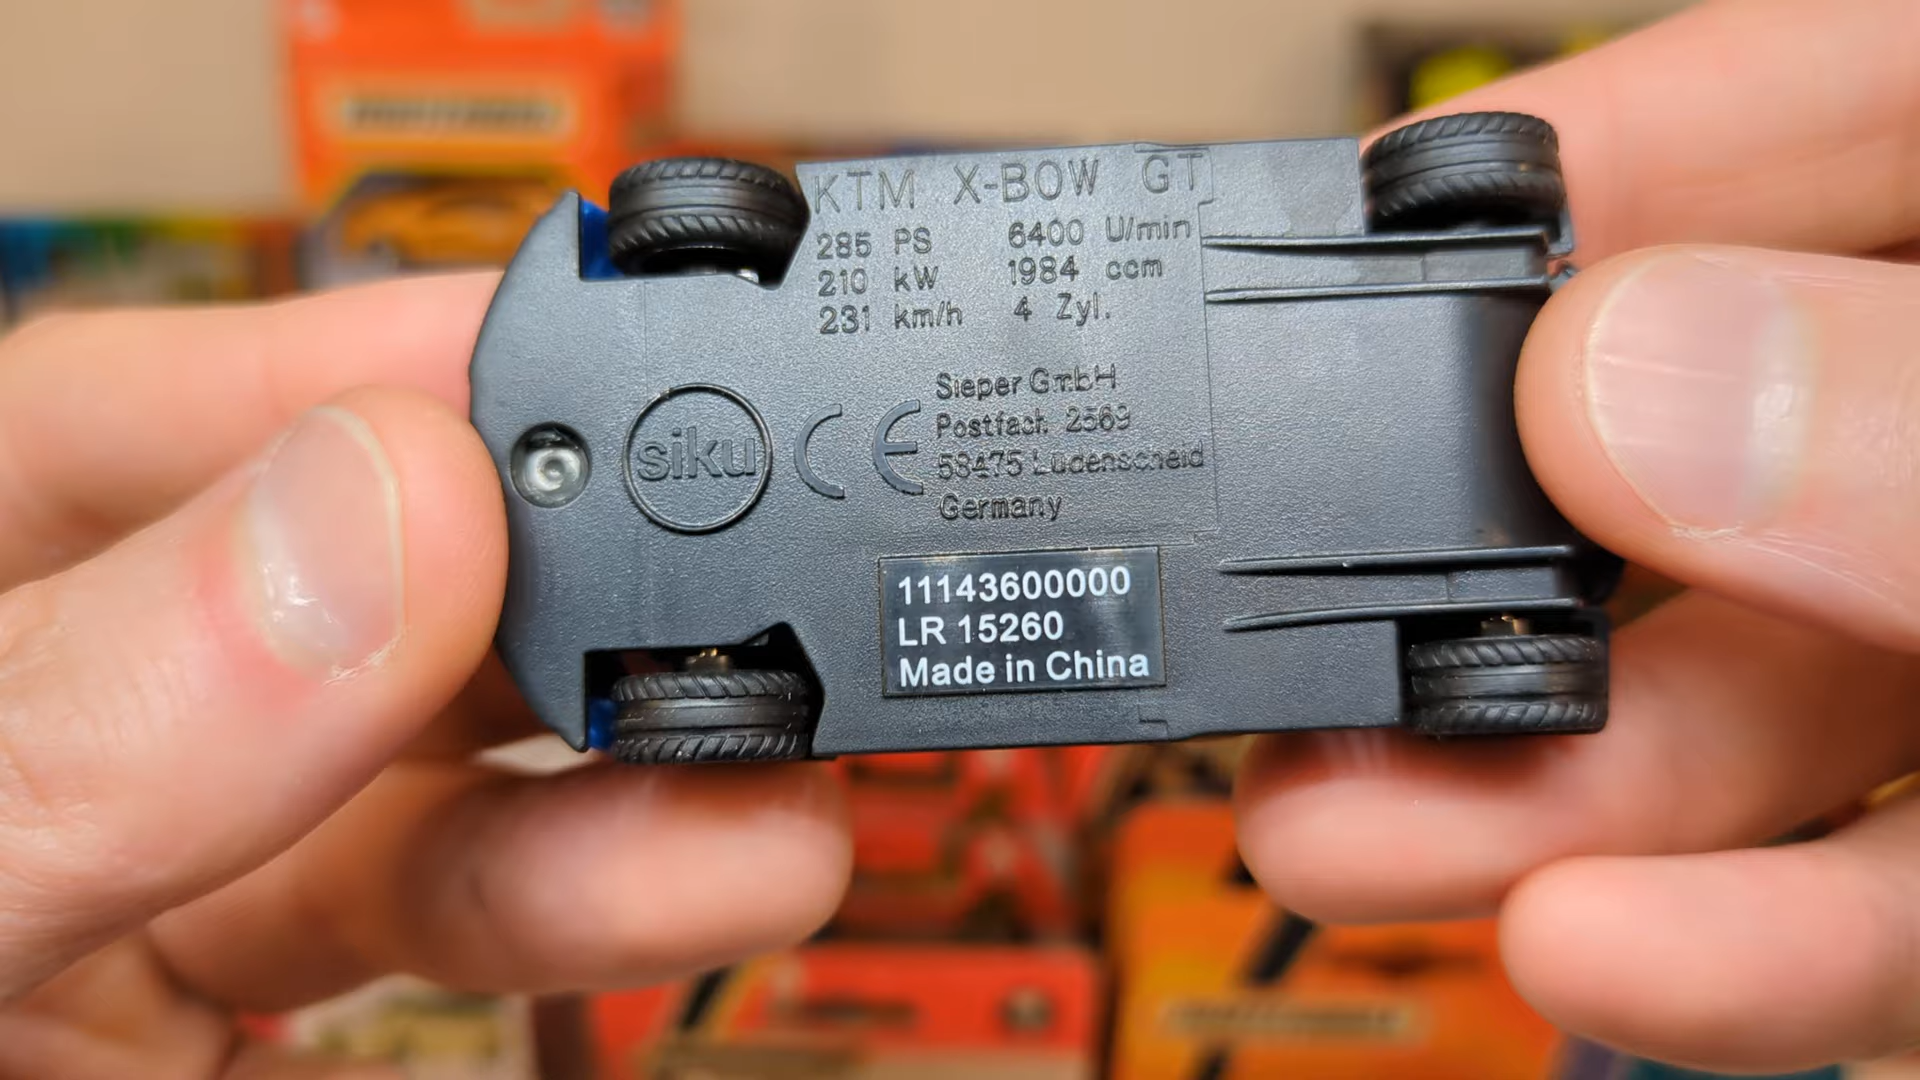 KTM X-BOW GT
285 PS 6400 U/min
210 kW 1984 ccm
231 km/h 4 Zyl.
siku
CE
Sieper GmbH
Postfach 2569
58475 Lüdenscheid
Germany
11143600000
LR 15260
Made in China